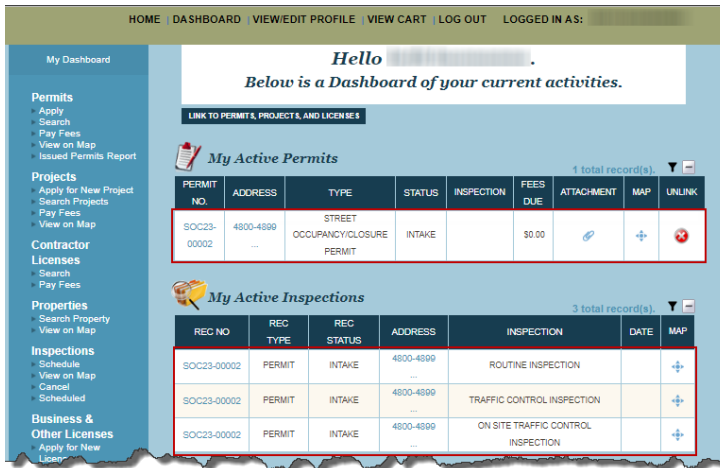 HOME | DASHBOARD | VIEW/EDIT PROFILE | VIEW CART | LOG OUT LOGGED IN AS:
My Dashboard
Permits
Apply
Search
Pay Fees
View on Map
Issued Permits Report
Projects
Apply for New Project
Search Projects
Pay Fees
View on Map
Contractor
Licenses
Search
Pay Fees
Properties
Search Property
View on Map
Inspections
Schedule
View on Map
Cancel
Scheduled
Business &
Other Licenses
Apply for New
Hello .
Below is a Dashboard of your current activities.
LINK TO PERMITS, PROJECTS, AND LICENSES
My Active Permits
1 total record(s).
PERMIT NO. ADDRESS TYPE STATUS INSPECTION FEES DUE ATTACHMENT MAP UNLINK
SOC23-00002 4800-4899 ... STREET OCCUPANCY/CLOSURE PERMIT INTAKE $0.00
My Active Inspections
3 total record(s).
REC NO REC TYPE REC STATUS ADDRESS INSPECTION DATE MAP
SOC23-00002 PERMIT INTAKE 4800-4899 ... ROUTINE INSPECTION
SOC23-00002 PERMIT INTAKE 4800-4899 ... TRAFFIC CONTROL INSPECTION
SOC23-00002 PERMIT INTAKE 4800-4899 ... ON SITE TRAFFIC CONTROL INSPECTION